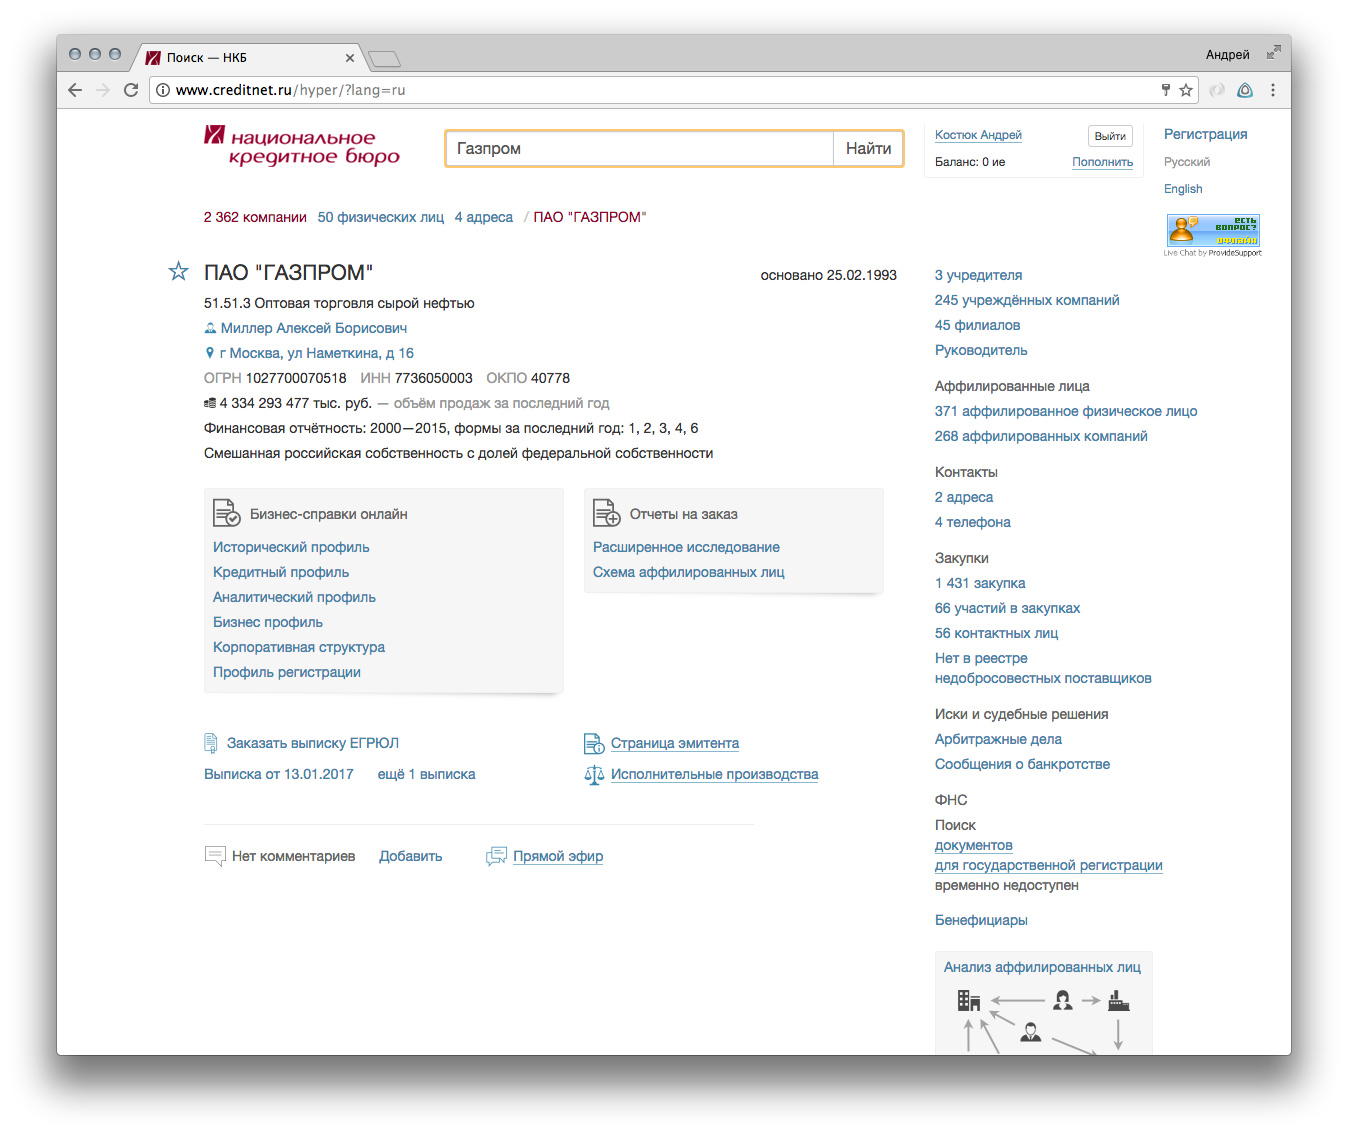 Поиск — НКБ
Андрей
www.creditnet.ru/hyper/?lang=ru
национальное
кредитное бюро
Газпром
Найти
Костюк Андрей
Выйти
Баланс: 0 ие
Пополнить
Регистрация
Русский
English
есть
вопрос?
Live Chat by ProvideSupport
2 362 компании 50 физических лиц 4 адреса / ПАО "ГАЗПРОМ"
ПАО "ГАЗПРОМ"
основано 25.02.1993
51.51.3 Оптовая торговля сырой нефтью
Миллер Алексей Борисович
г Москва, ул Наметкина, д 16
ОГРН 1027700070518 ИНН 7736050003 ОКПО 40778
4 334 293 477 тыс. руб. — объём продаж за последний год
Финансовая отчётность: 2000—2015, формы за последний год: 1, 2, 3, 4, 6
Смешанная российская собственность с долей федеральной собственности
Бизнес-справки онлайн
Исторический профиль
Кредитный профиль
Аналитический профиль
Бизнес профиль
Корпоративная структура
Профиль регистрации
Отчеты на заказ
Расширенное исследование
Схема аффилированных лиц
Заказать выписку ЕГРЮЛ
Выписка от 13.01.2017 ещё 1 выписка
Страница эмитента
Исполнительные производства
Нет комментариев Добавить
Прямой эфир
3 учредителя
245 учреждённых компаний
45 филиалов
Руководитель
Аффилированные лица
371 аффилированное физическое лицо
268 аффилированных компаний
Контакты
2 адреса
4 телефона
Закупки
1 431 закупка
66 участий в закупках
56 контактных лиц
Нет в реестре
недобросовестных поставщиков
Иски и судебные решения
Арбитражные дела
Сообщения о банкротстве
ФНС
Поиск
документов
для государственной регистрации
временно недоступен
Бенефициары
Анализ аффилированных лиц